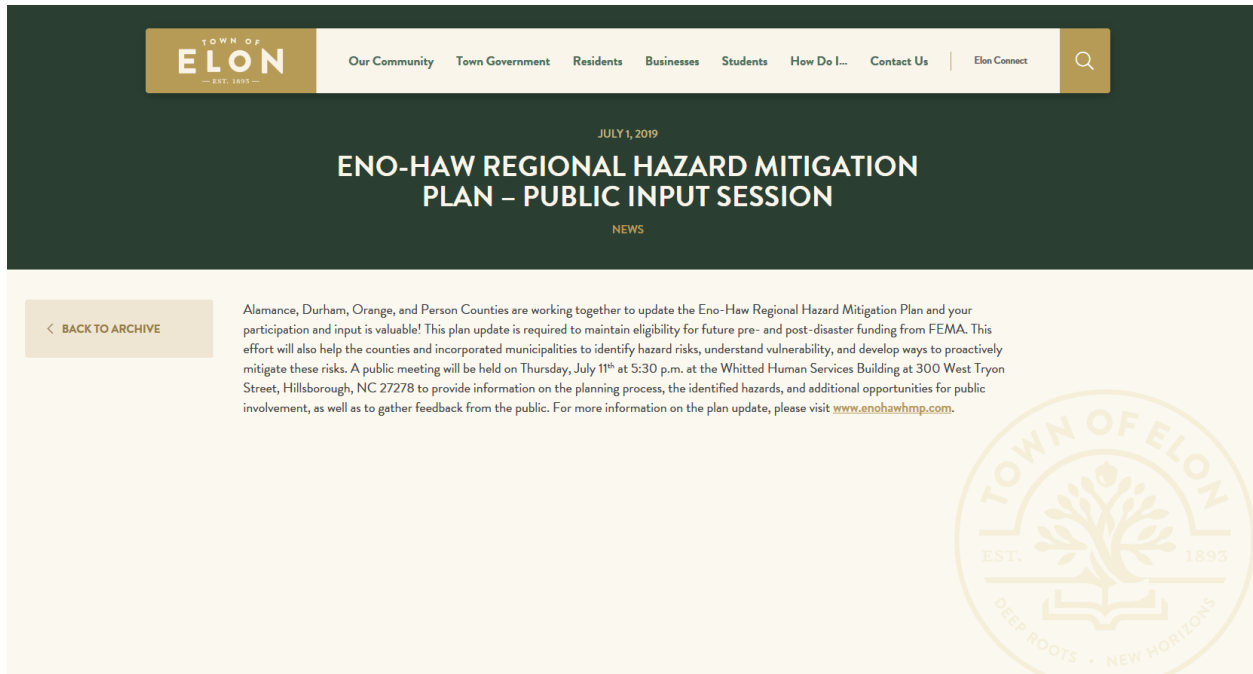 TOWN OF
ELON
EST. 1895
Our Community Town Government Residents Businesses Students How Do I... Contact Us Elon Connect
JULY 1, 2019
ENO-HAW REGIONAL HAZARD MITIGATION
PLAN – PUBLIC INPUT SESSION
NEWS
BACK TO ARCHIVE
Alamance, Durham, Orange, and Person Counties are working together to update the Eno-Haw Regional Hazard Mitigation Plan and your
participation and input is valuable! This plan update is required to maintain eligibility for future pre- and post-disaster funding from FEMA. This
effort will also help the counties and incorporated municipalities to identify hazard risks, understand vulnerability, and develop ways to proactively
mitigate these risks. A public meeting will be held on Thursday, July 11th at 5:30 p.m. at the Whitted Human Services Building at 300 West Tryon
Street, Hillsborough, NC 27278 to provide information on the planning process, the identified hazards, and additional opportunities for public
involvement, as well as to gather feedback from the public. For more information on the plan update, please visit www.enohawhmp.com.
TOWN OF ELON
EST. 1893
DEEP ROOTS • NEW HORIZONS